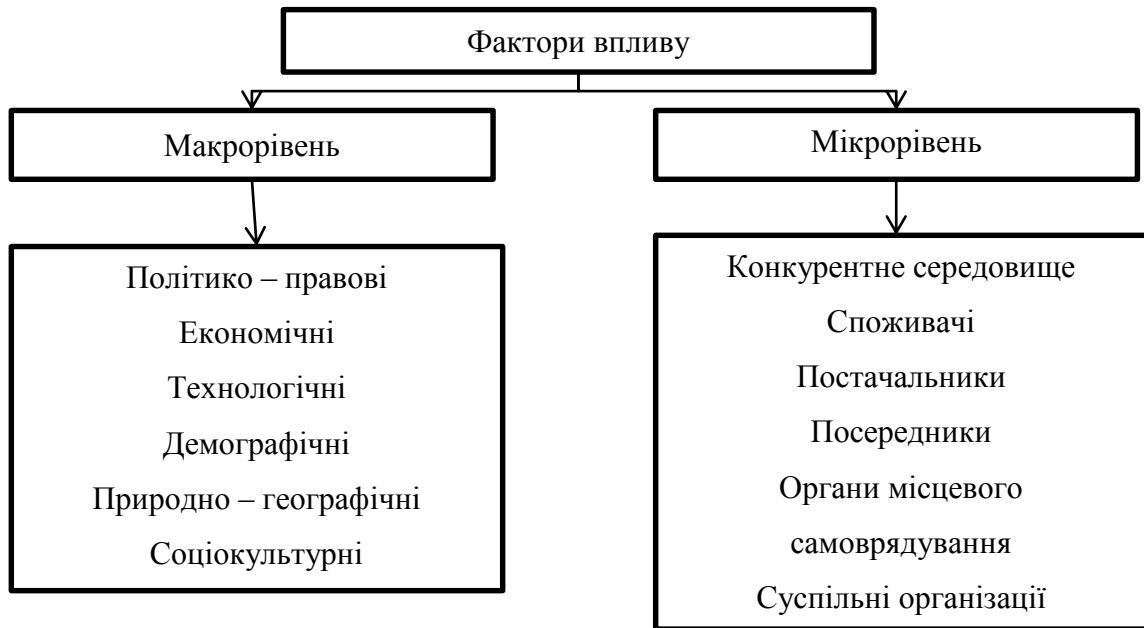 Фактори впливу
Макрорівень
Мікрорівень
Політико – правові
Економічні
Технологічні
Демографічні
Природно – географічні
Соціокультурні
Конкурентне середовище
Споживачі
Постачальники
Посередники
Органи місцевого
самоврядування
Суспільні організації